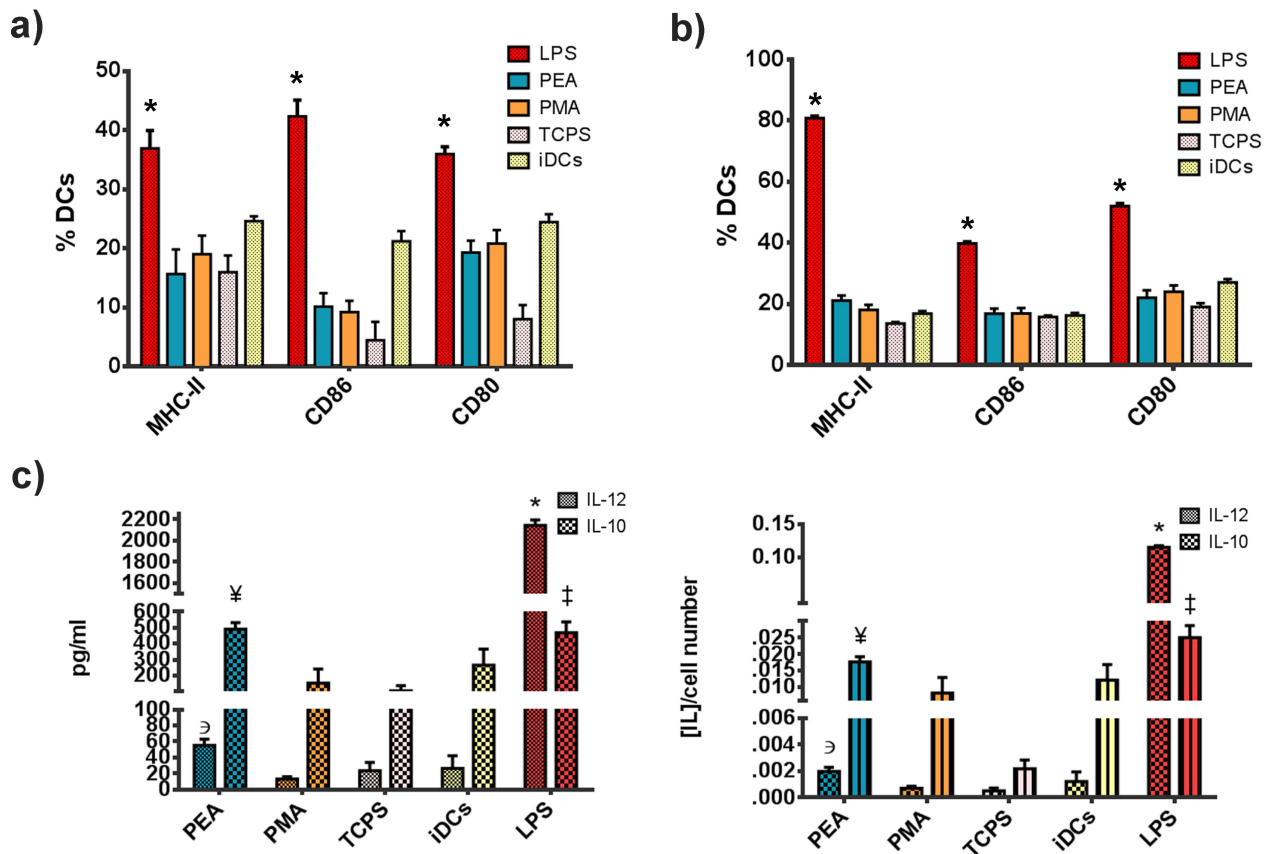 a)
LPS
PEA
PMA
TCPS
iDCs
*
*
*
50
40
30
20
10
0
% DCs
MHC-II
CD86
CD80
b)
LPS
PEA
PMA
TCPS
iDCs
*
*
*
100
80
60
40
20
0
% DCs
MHC-II
CD86
CD80
c)
IL-12
IL-10
*
¥
‡
∍
2200
2000
1800
1600
600
500
400
300
200
100
80
60
40
20
0
pg/ml
PEA
PMA
TCPS
iDCs
LPS
IL-12
IL-10
*
¥
‡
∍
0.15
0.10
.025
.020
.015
.010
.006
.004
.002
.000
[IL]/cell number
PEA
PMA
TCPS
iDCs
LPS